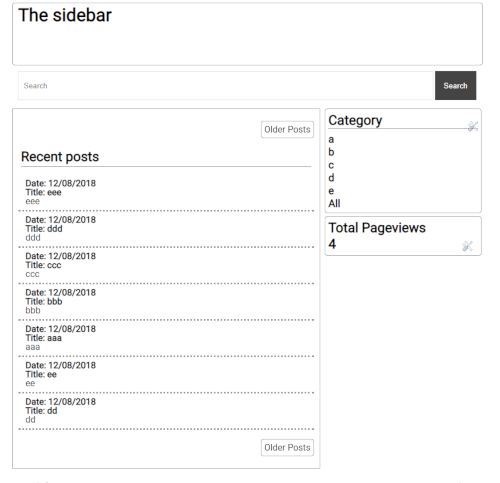 The sidebar
Search
Search
Older Posts
Recent posts
Date: 12/08/2018
Title: eee
eee
Date: 12/08/2018
Title: ddd
ddd
Date: 12/08/2018
Title: ccc
ccc
Date: 12/08/2018
Title: bbb
bbb
Date: 12/08/2018
Title: aaa
aaa
Date: 12/08/2018
Title: ee
ee
Date: 12/08/2018
Title: dd
dd
Older Posts
Category
a
b
c
d
e
All
Total Pageviews
4